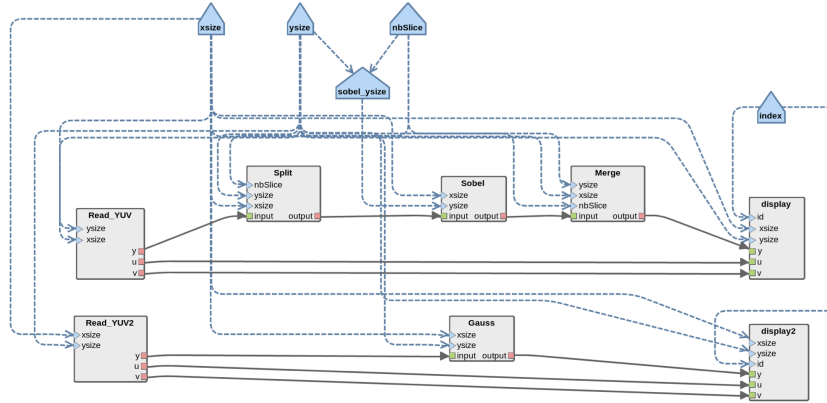 xsize
ysize
nbSlice
sobel_ysize
index
Split
nbSlice
ysize
xsize
input output
Sobel
xsize
ysize
input output
Merge
ysize
xsize
nbSlice
input output
Read_YUV
ysize
xsize
y
u
v
display
id
xsize
ysize
y
u
v
Read_YUV2
xsize
ysize
y
u
v
Gauss
xsize
ysize
input output
display2
xsize
ysize
id
y
u
v